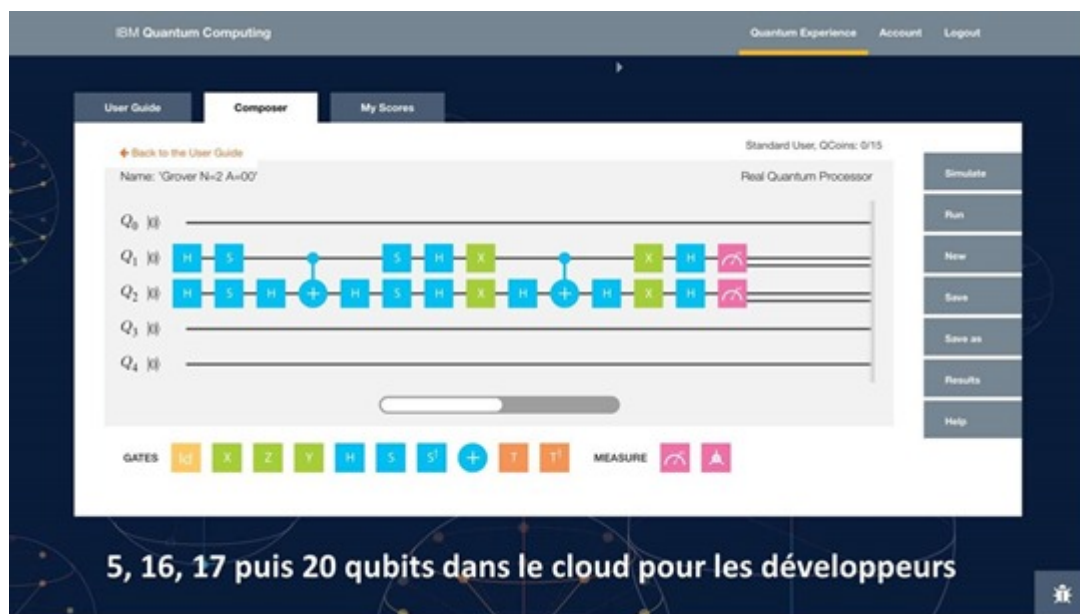 IBM Quantum Computing
Quantum Experience Account Logout
User Guide Composer My Scores
Back to the User Guide
Standard User, QCoins: 0/15
Name: 'Grover N=2 A=00'
Real Quantum Processor
Simulate
Run
New
Save
Save as
Results
Help
Q0 |0⟩
Q1 |0⟩ H S S H X X H
Q2 |0⟩ H S H + H S H X H + H X H
Q3 |0⟩
Q4 |0⟩
GATES Id X Z Y H S S† + T T† MEASURE
5, 16, 17 puis 20 qubits dans le cloud pour les développeurs